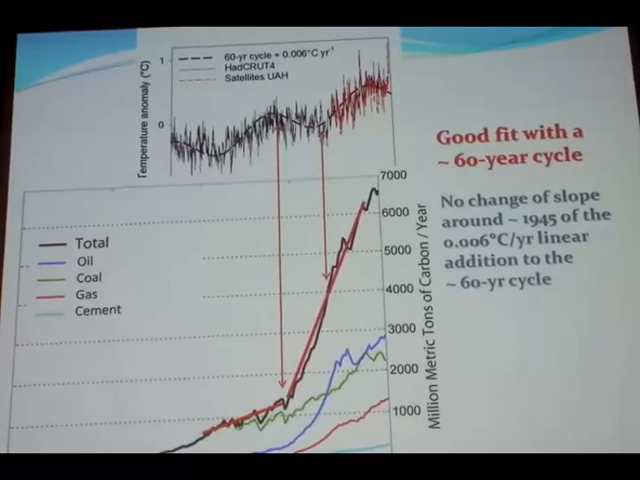 1
0
Temperature anomaly (°C)
60-yr cycle + 0.006°C yr⁻¹
HadCRUT4
Satellites UAH
Good fit with a
~ 60-year cycle
No change of slope
around ~ 1945 of the
0.006°C/yr linear
addition to the
~ 60-yr cycle
Total
Oil
Coal
Gas
Cement
7000
6000
5000
4000
3000
2000
1000
Million Metric Tons of Carbon / Year